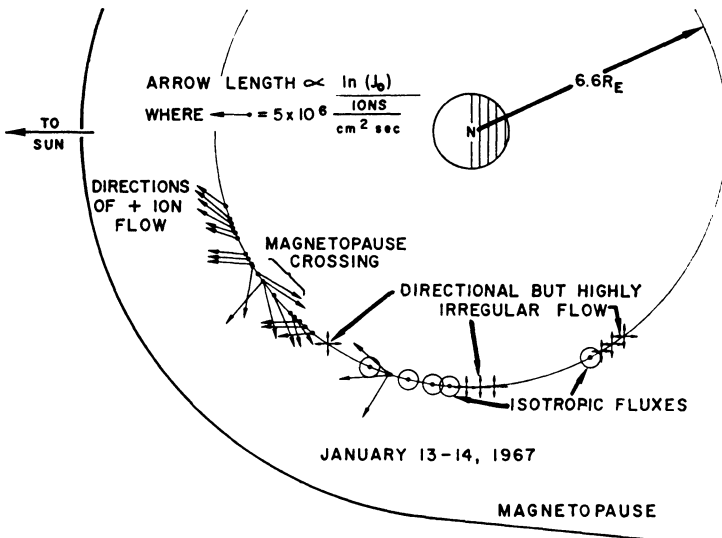 ARROW LENGTH ∝ ln (J₀)
WHERE = 5 x 10⁶ IONS
cm² sec
6.6Rᴇ
N
TO
SUN
DIRECTIONS
OF + ION
FLOW
MAGNETOPAUSE
CROSSING
DIRECTIONAL BUT HIGHLY
IRREGULAR FLOW
ISOTROPIC FLUXES
JANUARY 13-14, 1967
MAGNETOPAUSE